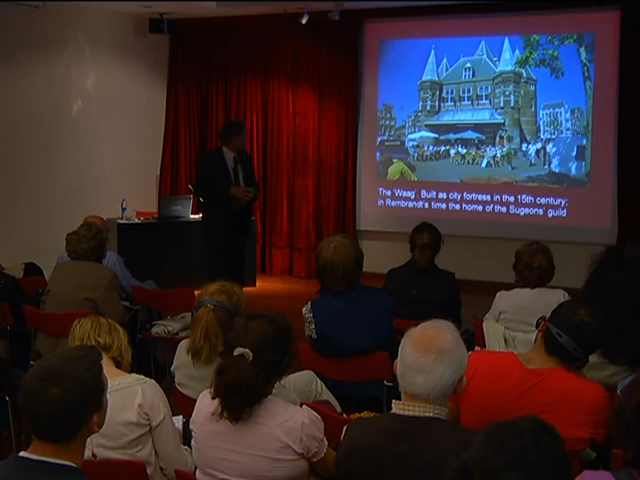 The 'Waag'. Built as city fortress in the 15th century;
in Rembrandt's time the home of the Sugeons' guild